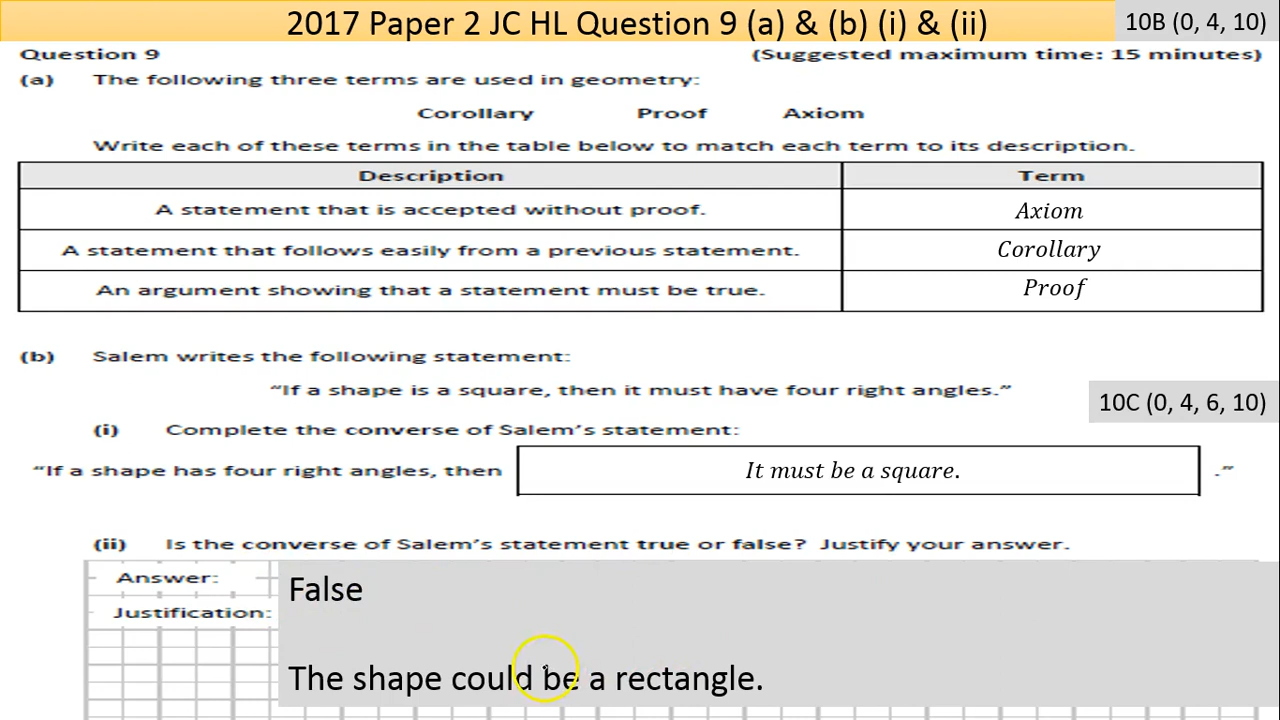 2017 Paper 2 JC HL Question 9 (a) & (b) (i) & (ii)
10B (0, 4, 10)
Question 9 (Suggested maximum time: 15 minutes)
(a) The following three terms are used in geometry:
Corollary Proof Axiom
Write each of these terms in the table below to match each term to its description.
Description Term
A statement that is accepted without proof. Axiom
A statement that follows easily from a previous statement. Corollary
An argument showing that a statement must be true. Proof
(b) Salem writes the following statement:
“If a shape is a square, then it must have four right angles.”
10C (0, 4, 6, 10)
(i) Complete the converse of Salem’s statement:
“If a shape has four right angles, then It must be a square. .”
(ii) Is the converse of Salem’s statement true or false? Justify your answer.
Answer: False
Justification:
The shape could be a rectangle.